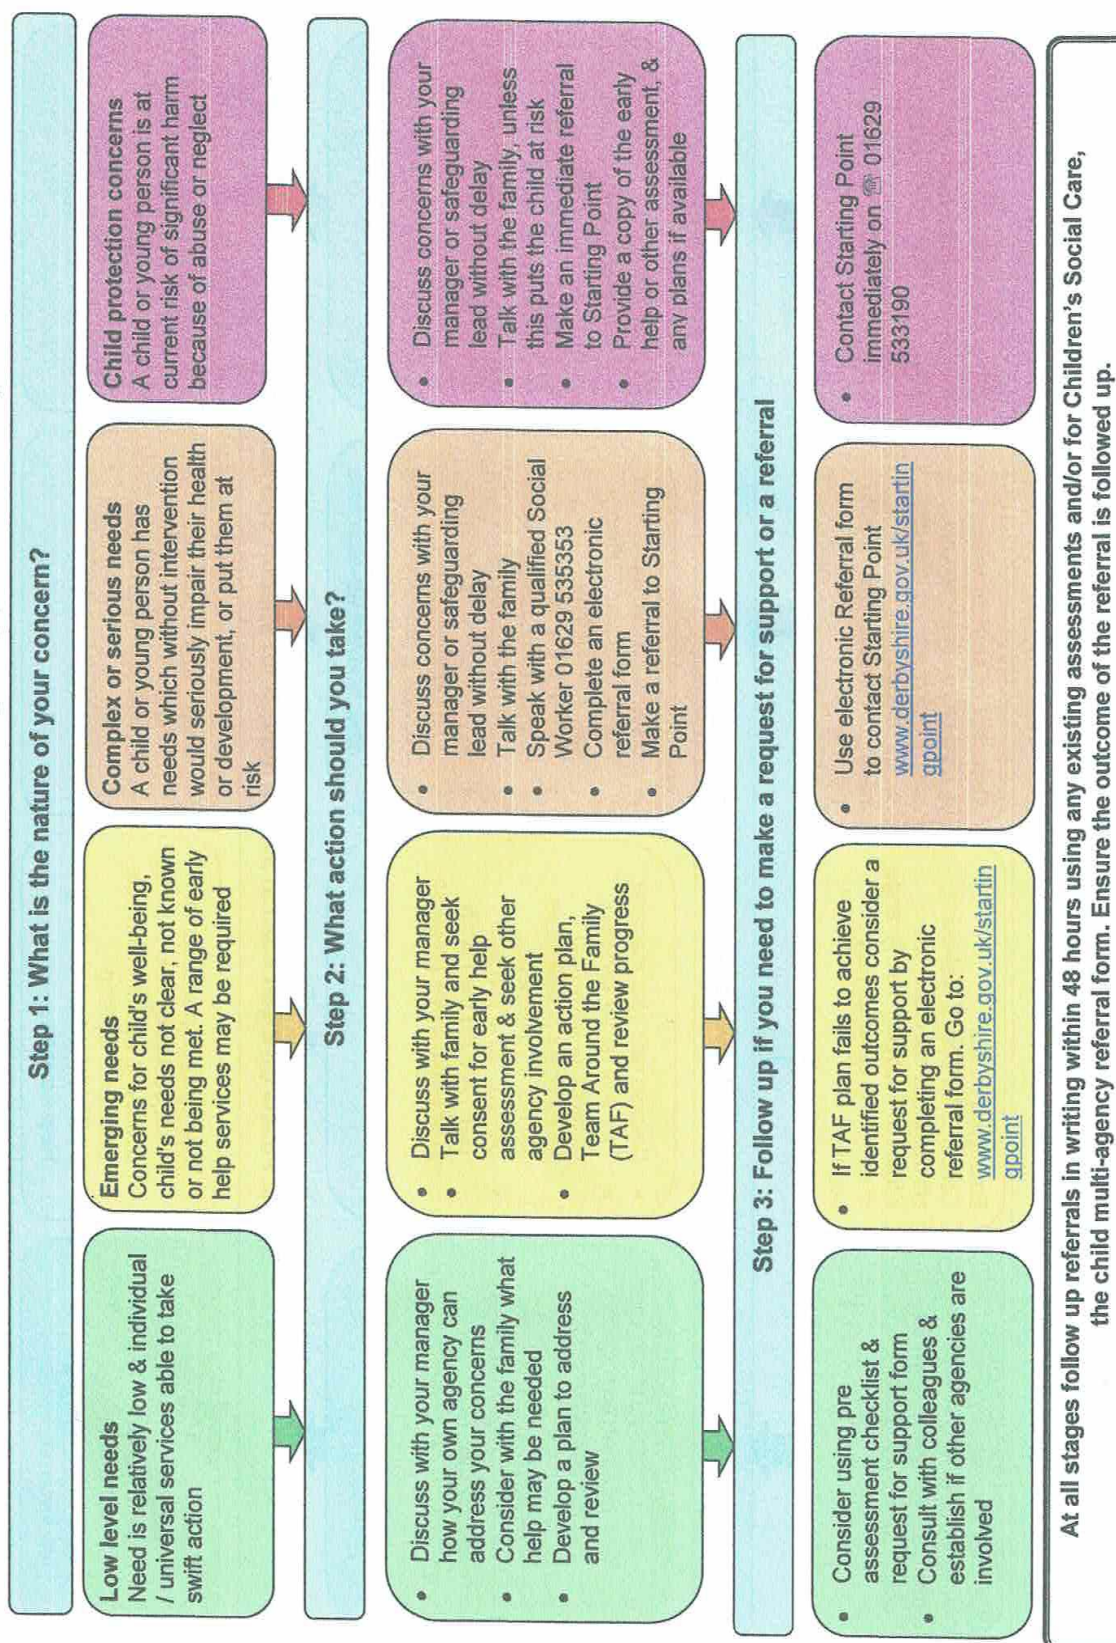 Step 1: What is the nature of your concern?
Low level needs
Need is relatively low & individual
/ universal services able to take
swift action
Emerging needs
Concerns for child's well-being,
child's needs not clear, not known
or not being met. A range of early
help services may be required
Complex or serious needs
A child or young person has
needs which without intervention
would seriously impair their health
or development, or put them at
risk
Child protection concerns
A child or young person is at
current risk of significant harm
because of abuse or neglect
Step 2: What action should you take?
• Discuss with your manager
how your own agency can
address your concerns
• Consider with the family what
help may be needed
• Develop a plan to address
and review
• Discuss with your manager
• Talk with family and seek
consent for early help
assessment & seek other
agency involvement
• Develop an action plan,
Team Around the Family
(TAF) and review progress
• Discuss concerns with your
manager or safeguarding
lead without delay
• Talk with the family
• Speak with a qualified Social
Worker 01629 535353
• Complete an electronic
referral form
• Make a referral to Starting
Point
• Discuss concerns with your
manager or safeguarding
lead without delay
• Talk with the family, unless
this puts the child at risk
• Make an immediate referral
to Starting Point
• Provide a copy of the early
help or other assessment, &
any plans if available
Step 3: Follow up if you need to make a request for support or a referral
• Consider using pre
assessment checklist &
request for support form
• Consult with colleagues &
establish if other agencies are
involved
• If TAF plan fails to achieve
identified outcomes consider a
request for support by
completing an electronic
referral form. Go to:
www.derbyshire.gov.uk/startin
gpoint
• Use electronic Referral form
to contact Starting Point
www.derbyshire.gov.uk/startin
gpoint
• Contact Starting Point
immediately on ☏ 01629
533190
At all stages follow up referrals in writing within 48 hours using any existing assessments and/or for Children's Social Care,
the child multi-agency referral form. Ensure the outcome of the referral is followed up.